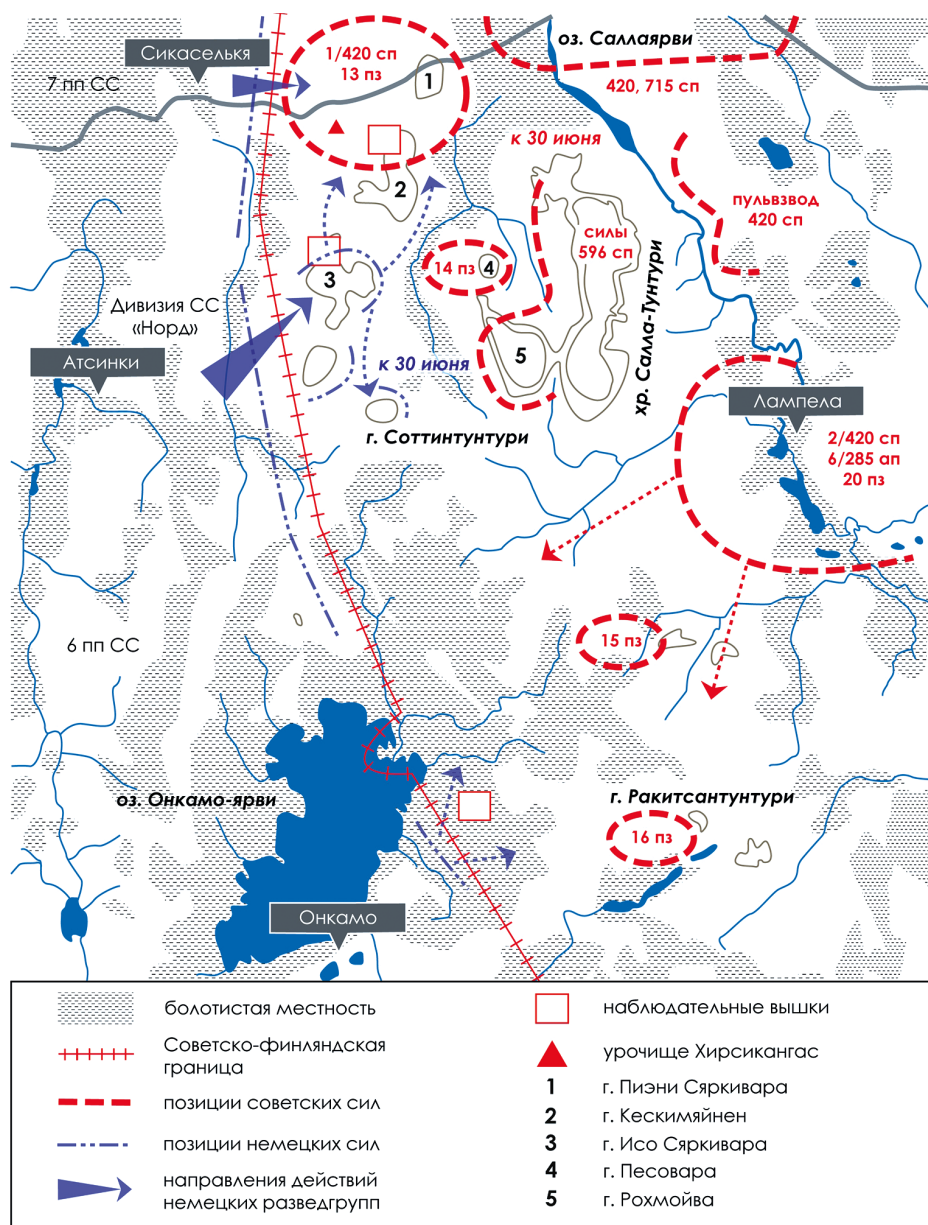 оз. Саллаярви
Сикаселькя
1/420 сп
13 пз
7 пп СС
1
420, 715 сп
к 30 июня
2
пульвзвод
420 сп
силы
596 сп
14 пз
4
3
Дивизия СС
«Норд»
хр. Салла-Тунтури
Атсинки
к 30 июня
5
Лампела
г. Соттинтунтури
2/420 сп
6/285 ап
20 пз
15 пз
6 пп СС
оз. Онкамо-ярви
г. Ракитсантунтури
16 пз
Онкамо
болотистая местность
Советско-финляндская
граница
позиции советских сил
позиции немецких сил
направления действий
немецких разведгрупп
наблюдательные вышки
урочище Хирсикангас
1 г. Пиэни Сяркивара
2 г. Кескимяйнен
3 г. Исо Сяркивара
4 г. Песовара
5 г. Рохмойва